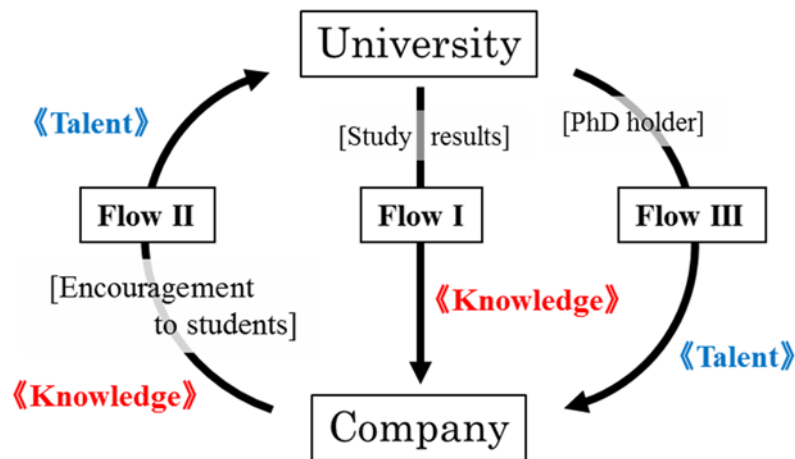 University
《Talent》
[Study results]
[PhD holder]
Flow II
Flow I
Flow III
[Encouragement
to students]
《Knowledge》
《Talent》
《Knowledge》
Company